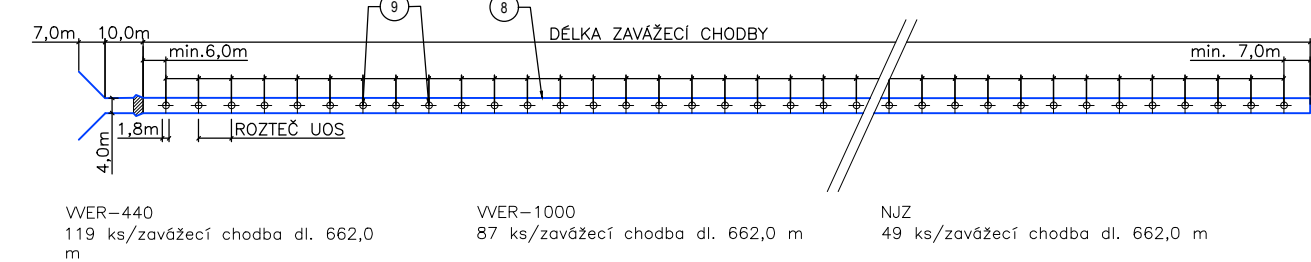 9 8
7,0m 10,0m DÉLKA ZAVÁŽECÍ CHODBY
min.6,0m min. 7,0m
1,8m ROZTEČ UOS
4,0m
VVER-440
119 ks/zavážecí chodba dl. 662,0
m
VVER-1000
87 ks/zavážecí chodba dl. 662,0 m
NJZ
49 ks/zavážecí chodba dl. 662,0 m